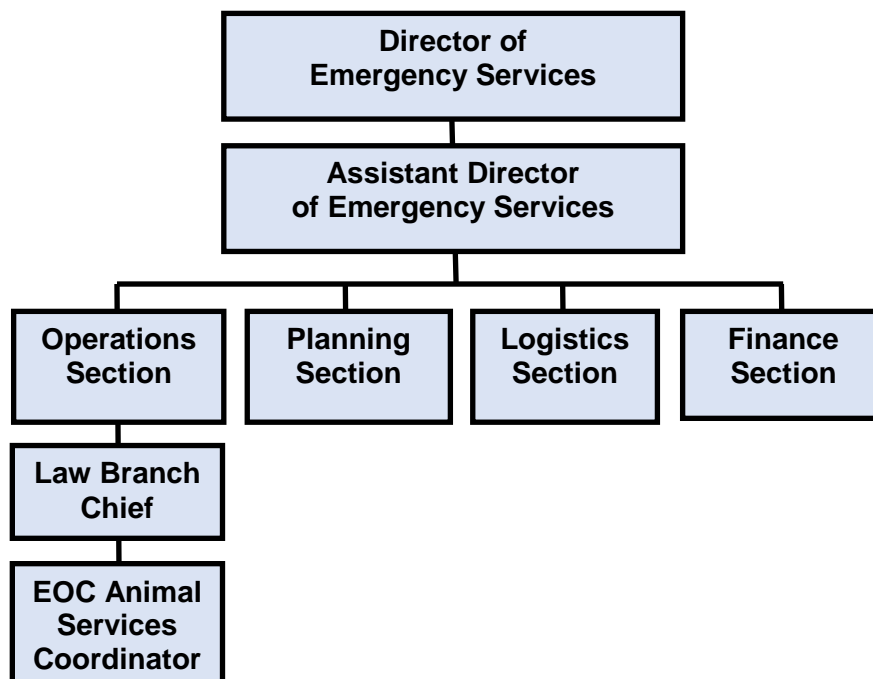 Director of
Emergency Services
Assistant Director
of Emergency Services
Operations
Section
Planning
Section
Logistics
Section
Finance
Section
Law Branch
Chief
EOC Animal
Services
Coordinator